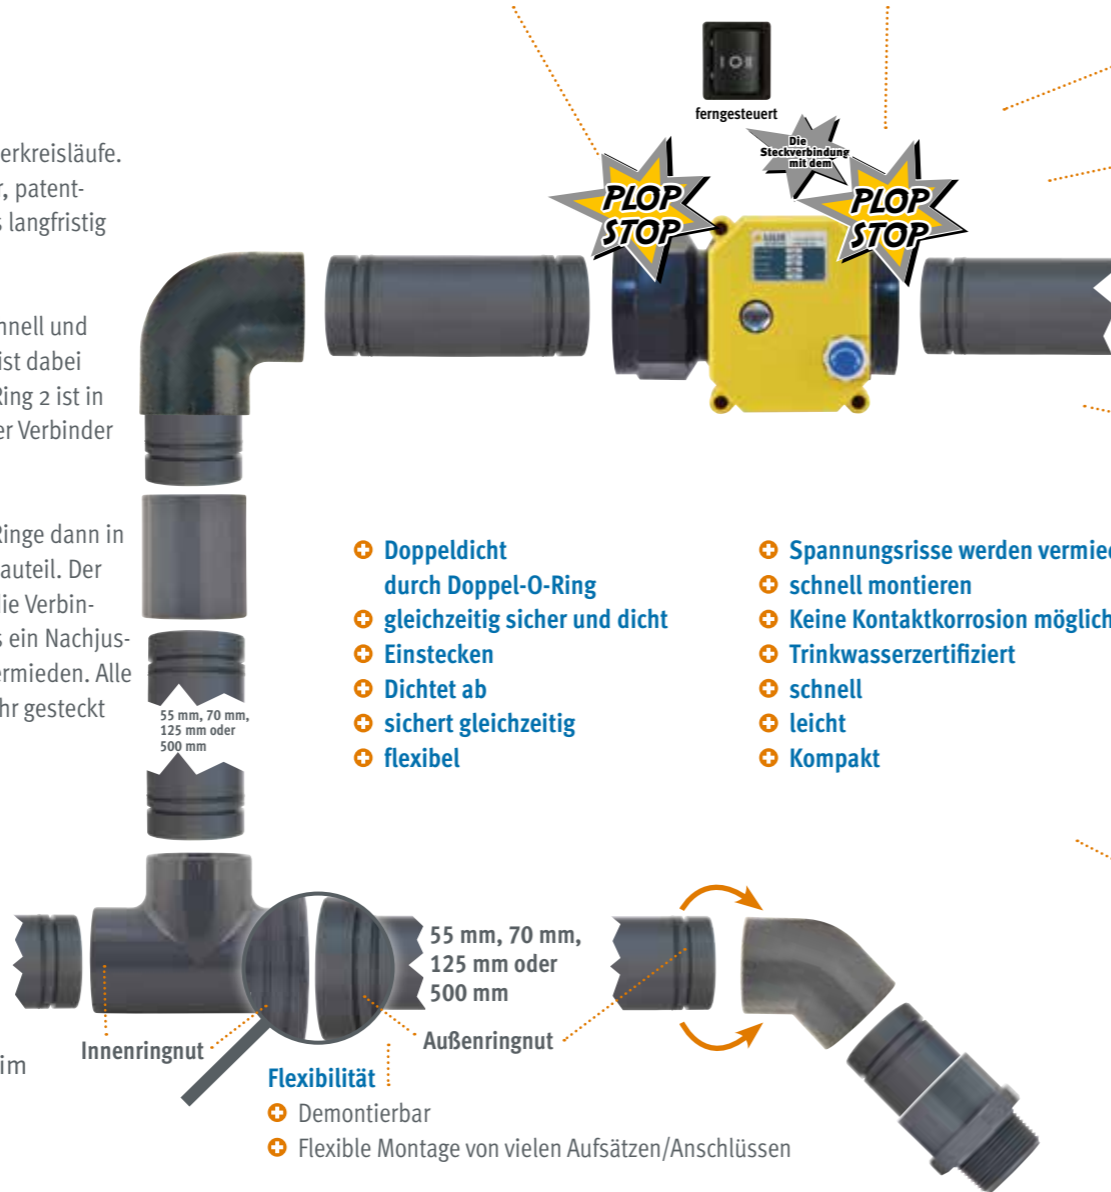 ferngesteuert
Die
Steckverbindung
mit dem
PLOP
STOP
PLOP
STOP
erkreisläufe.
r, patent-
s langfristig
hnell und
ist dabei
Ring 2 ist in
er Verbinder
Ringe dann in
auteil. Der
die Verbin-
s ein Nachjus-
ermieden. Alle
hr gesteckt
im
55 mm, 70 mm,
125 mm oder
500 mm
Doppeldicht
durch Doppel-O-Ring
gleichzeitig sicher und dicht
Einstecken
Dichtet ab
sichert gleichzeitig
flexibel
Spannungsrisse werden vermied
schnell montieren
Keine Kontaktkorrosion möglich
Trinkwasserzertifiziert
schnell
leicht
Kompakt
55 mm, 70 mm,
125 mm oder
500 mm
Innenringnut
Außenringnut
Flexibilität
Demontierbar
Flexible Montage von vielen Aufsätzen/Anschlüssen